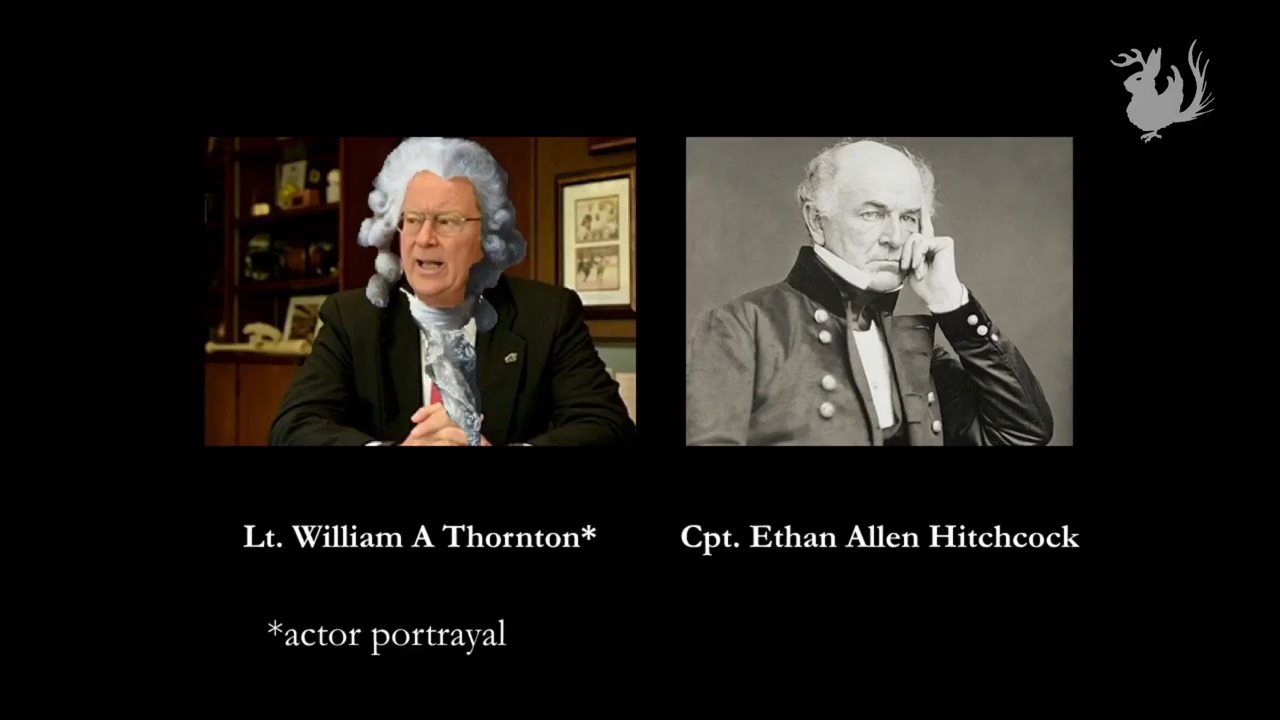 Lt. William A Thornton*
Cpt. Ethan Allen Hitchcock
*actor portrayal